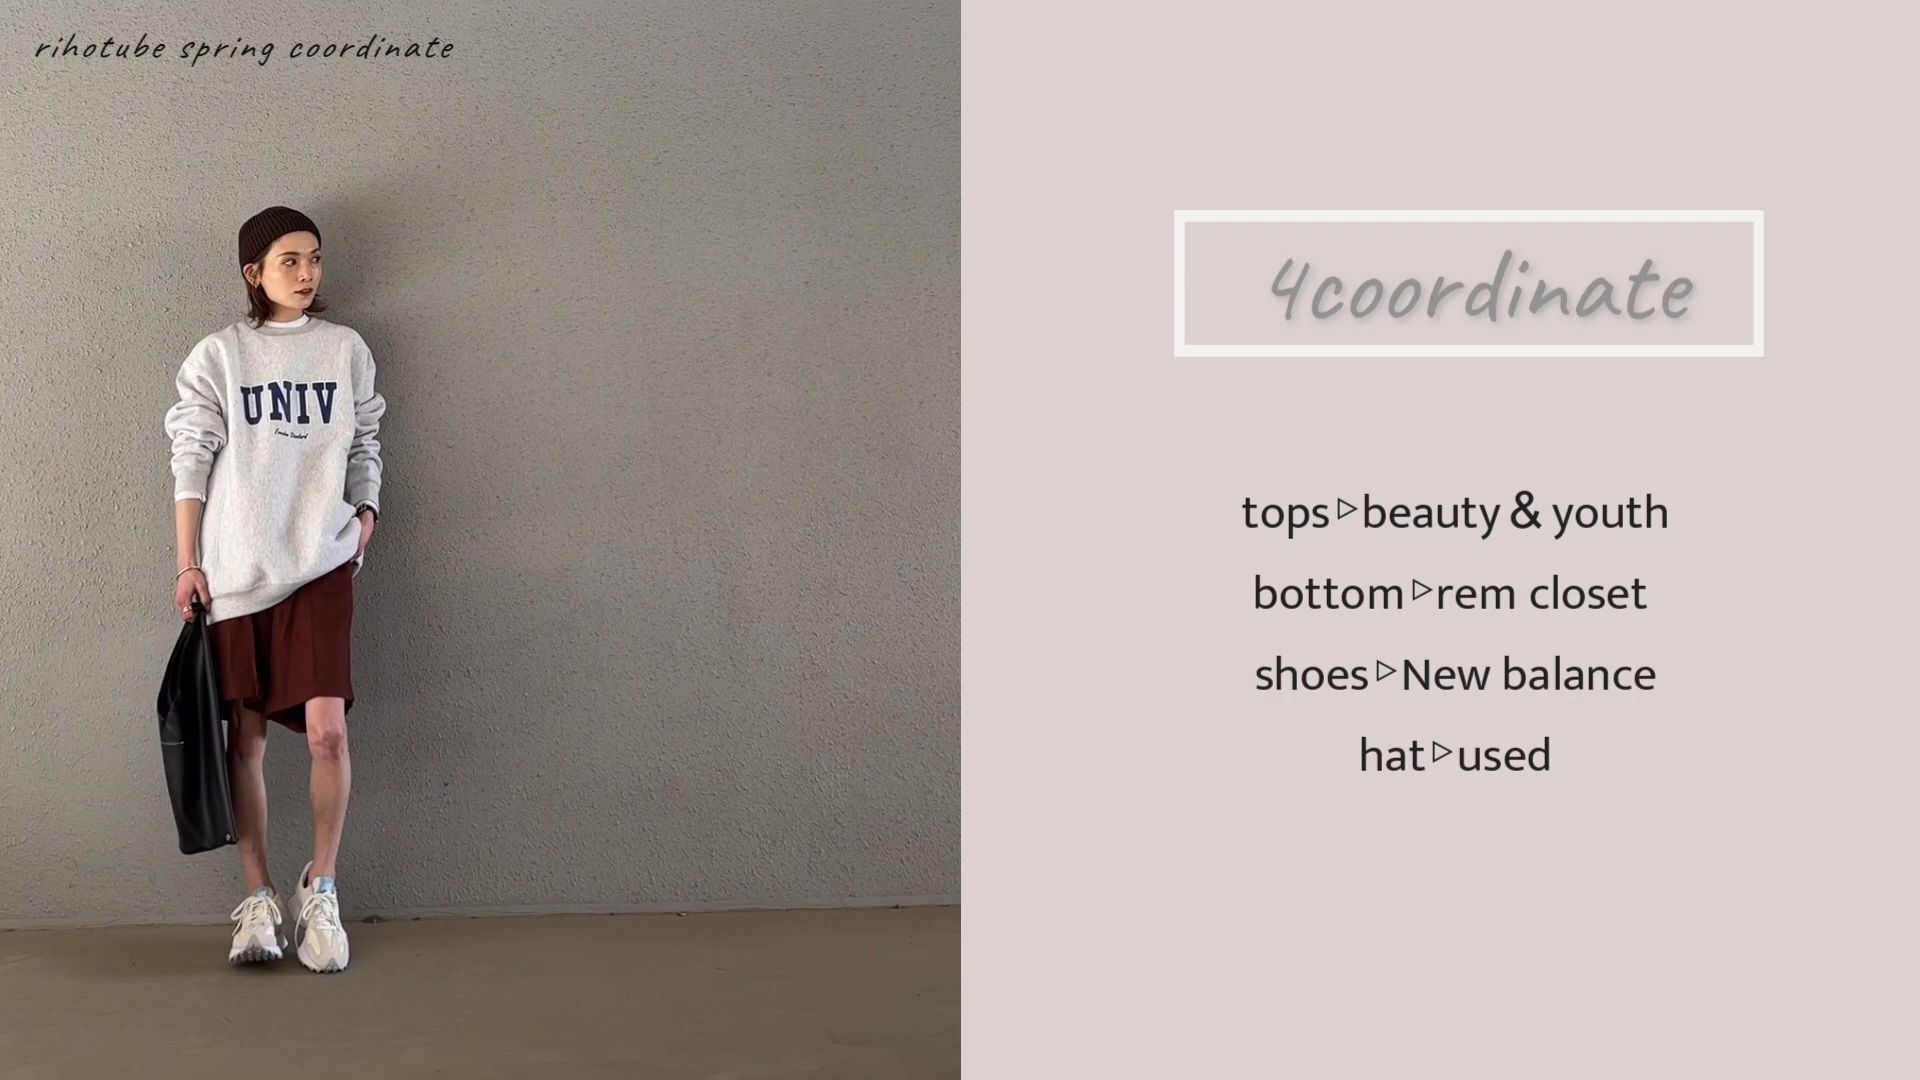 rihotube spring coordinate
UNIV
4coordinate
tops▷beauty & youth
bottom▷rem closet
shoes▷New balance
hat▷used